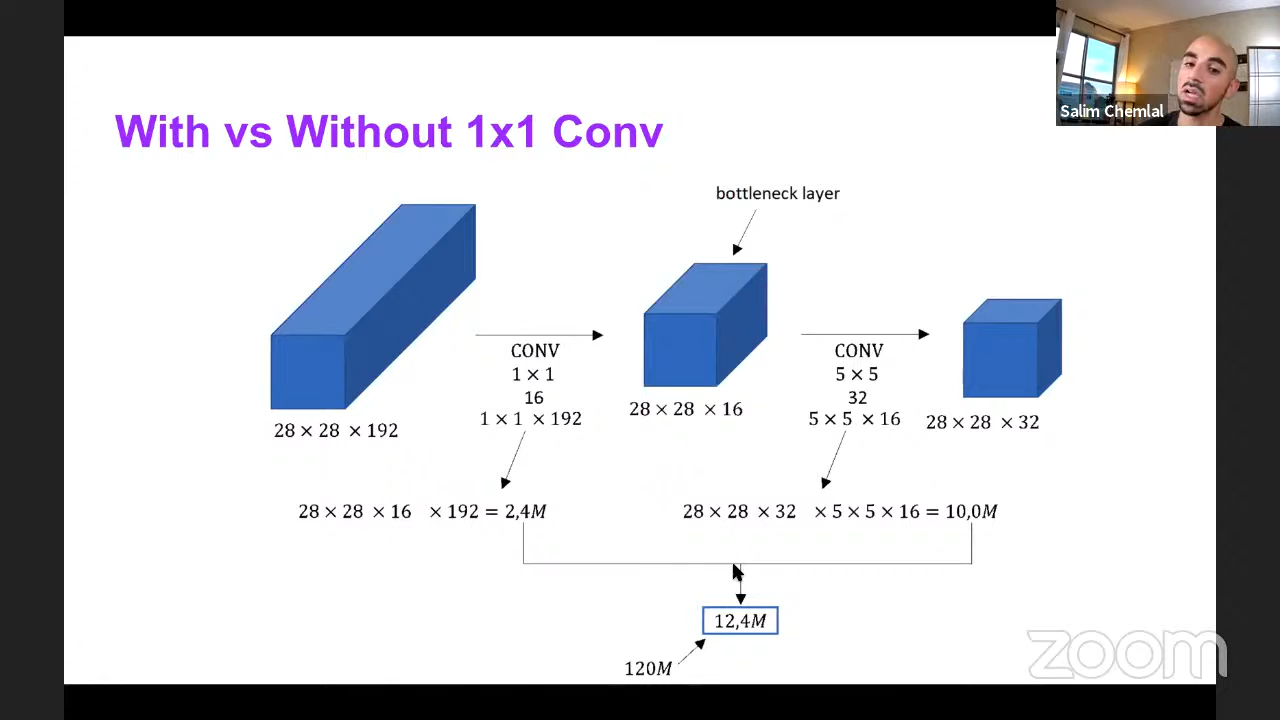 Salim Chemlal
With vs Without 1x1 Conv
bottleneck layer
CONV
1 × 1
16
1 × 1 × 192
CONV
5 × 5
32
5 × 5 × 16
28 × 28 × 192
28 × 28 × 16
28 × 28 × 32
28 × 28 × 16 × 192 = 2,4M
28 × 28 × 32 × 5 × 5 × 16 = 10,0M
12,4M
120M
zoom